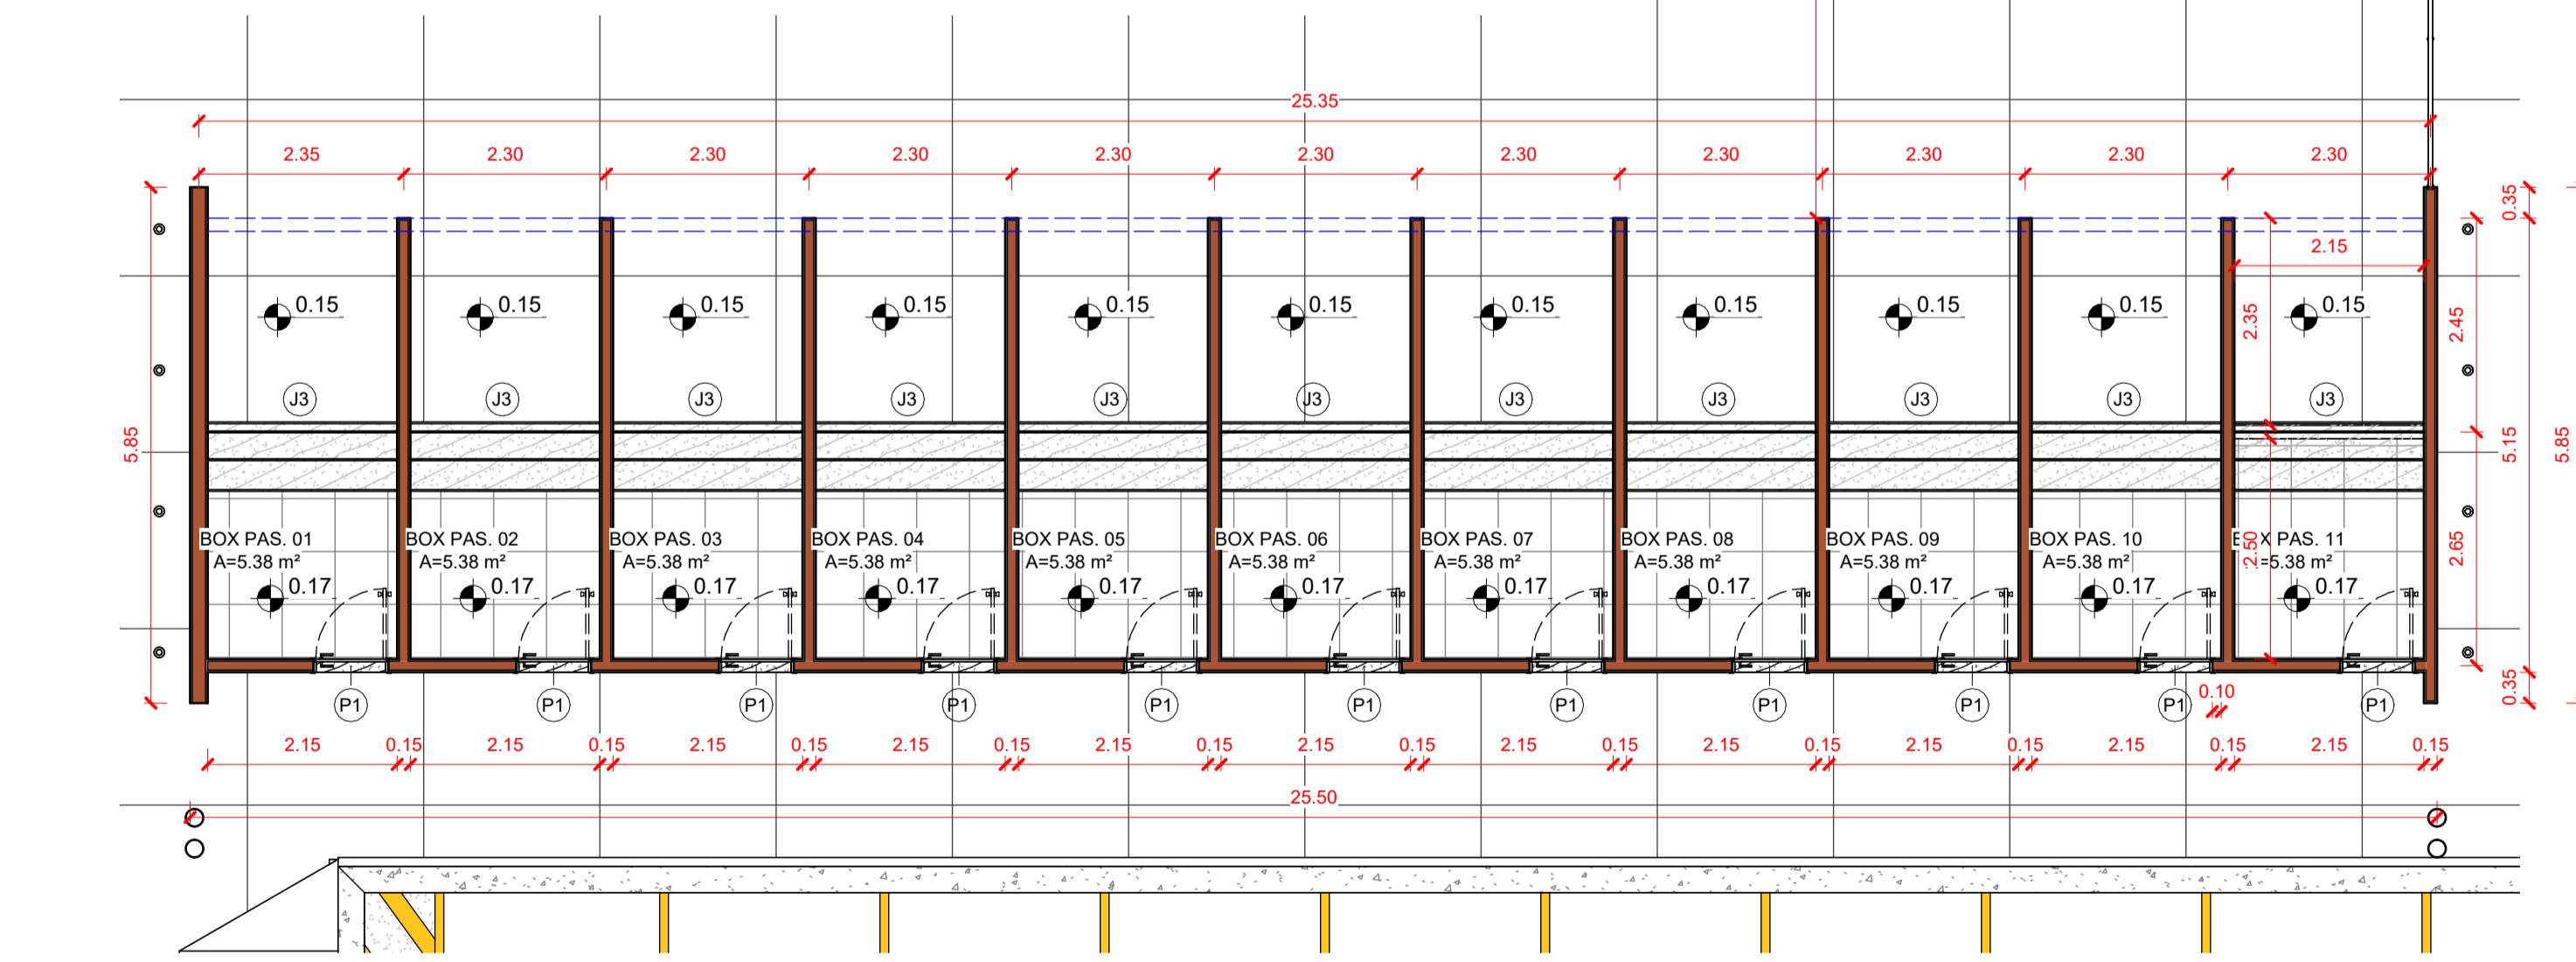 25.35
2.35 2.30 2.30 2.30 2.30 2.30 2.30 2.30 2.30 2.30 2.30
0.35
2.15
0.15 0.15 0.15 0.15 0.15 0.15 0.15 0.15 0.15 0.15 0.15
2.35 2.45
J3 J3 J3 J3 J3 J3 J3 J3 J3 J3 J3
5.85 5.15 5.85
BOX PAS. 01 BOX PAS. 02 BOX PAS. 03 BOX PAS. 04 BOX PAS. 05 BOX PAS. 06 BOX PAS. 07 BOX PAS. 08 BOX PAS. 09 BOX PAS. 10 PAS. 11
A=5.38 m² A=5.38 m² A=5.38 m² A=5.38 m² A=5.38 m² A=5.38 m² A=5.38 m² A=5.38 m² A=5.38 m² A=5.38 m² =5.38 m²
2.50 2.65
0.17 0.17 0.17 0.17 0.17 0.17 0.17 0.17 0.17 0.17 0.17
0.10 0.35
P1 P1 P1 P1 P1 P1 P1 P1 P1 P1 P1
2.15 0.15 2.15 0.15 2.15 0.15 2.15 0.15 2.15 0.15 2.15 0.15 2.15 0.15 2.15 0.15 2.15 0.15 2.15 0.15 2.15 0.15
25.50